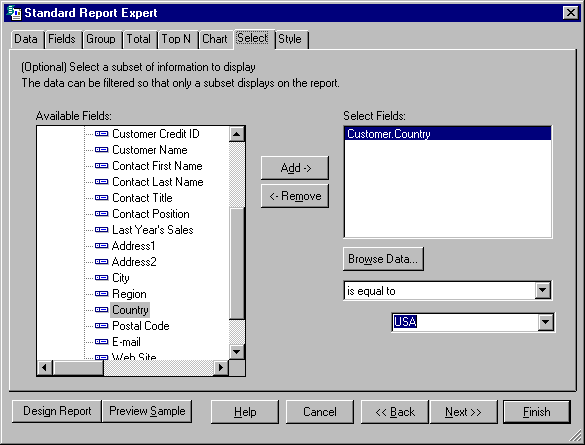 Standard Report Expert
Data Fields Group Total Top N Chart Select Style
(Optional) Select a subset of information to display
The data can be filtered so that only a subset displays on the report.
Available Fields:
Customer Credit ID
Customer Name
Contact First Name
Contact Last Name
Contact Title
Contact Position
Last Year's Sales
Address1
Address2
City
Region
Country
Postal Code
E-mail
Web Site
Add ->
<- Remove
Select Fields:
Customer.Country
Browse Data...
is equal to
USA
Design Report Preview Sample Help Cancel << Back Next >> Finish